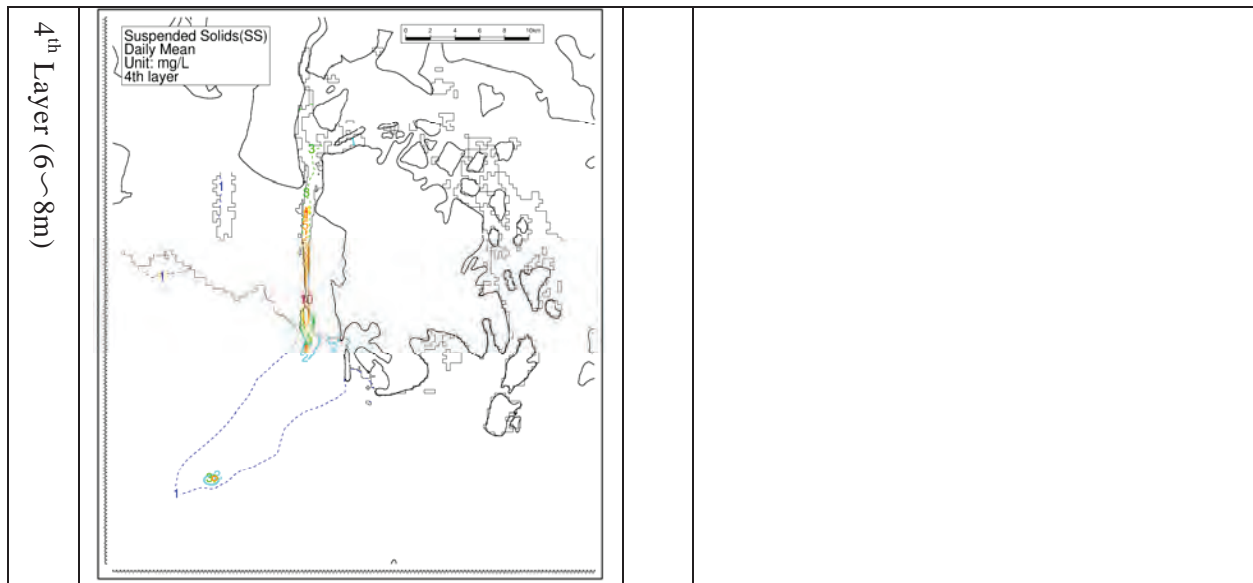 4th Layer (6～8m)
Suspended Solids(SS)
Daily Mean
Unit: mg/L
4th layer
0 2 4 6 8 10km
3
1
1
10
1